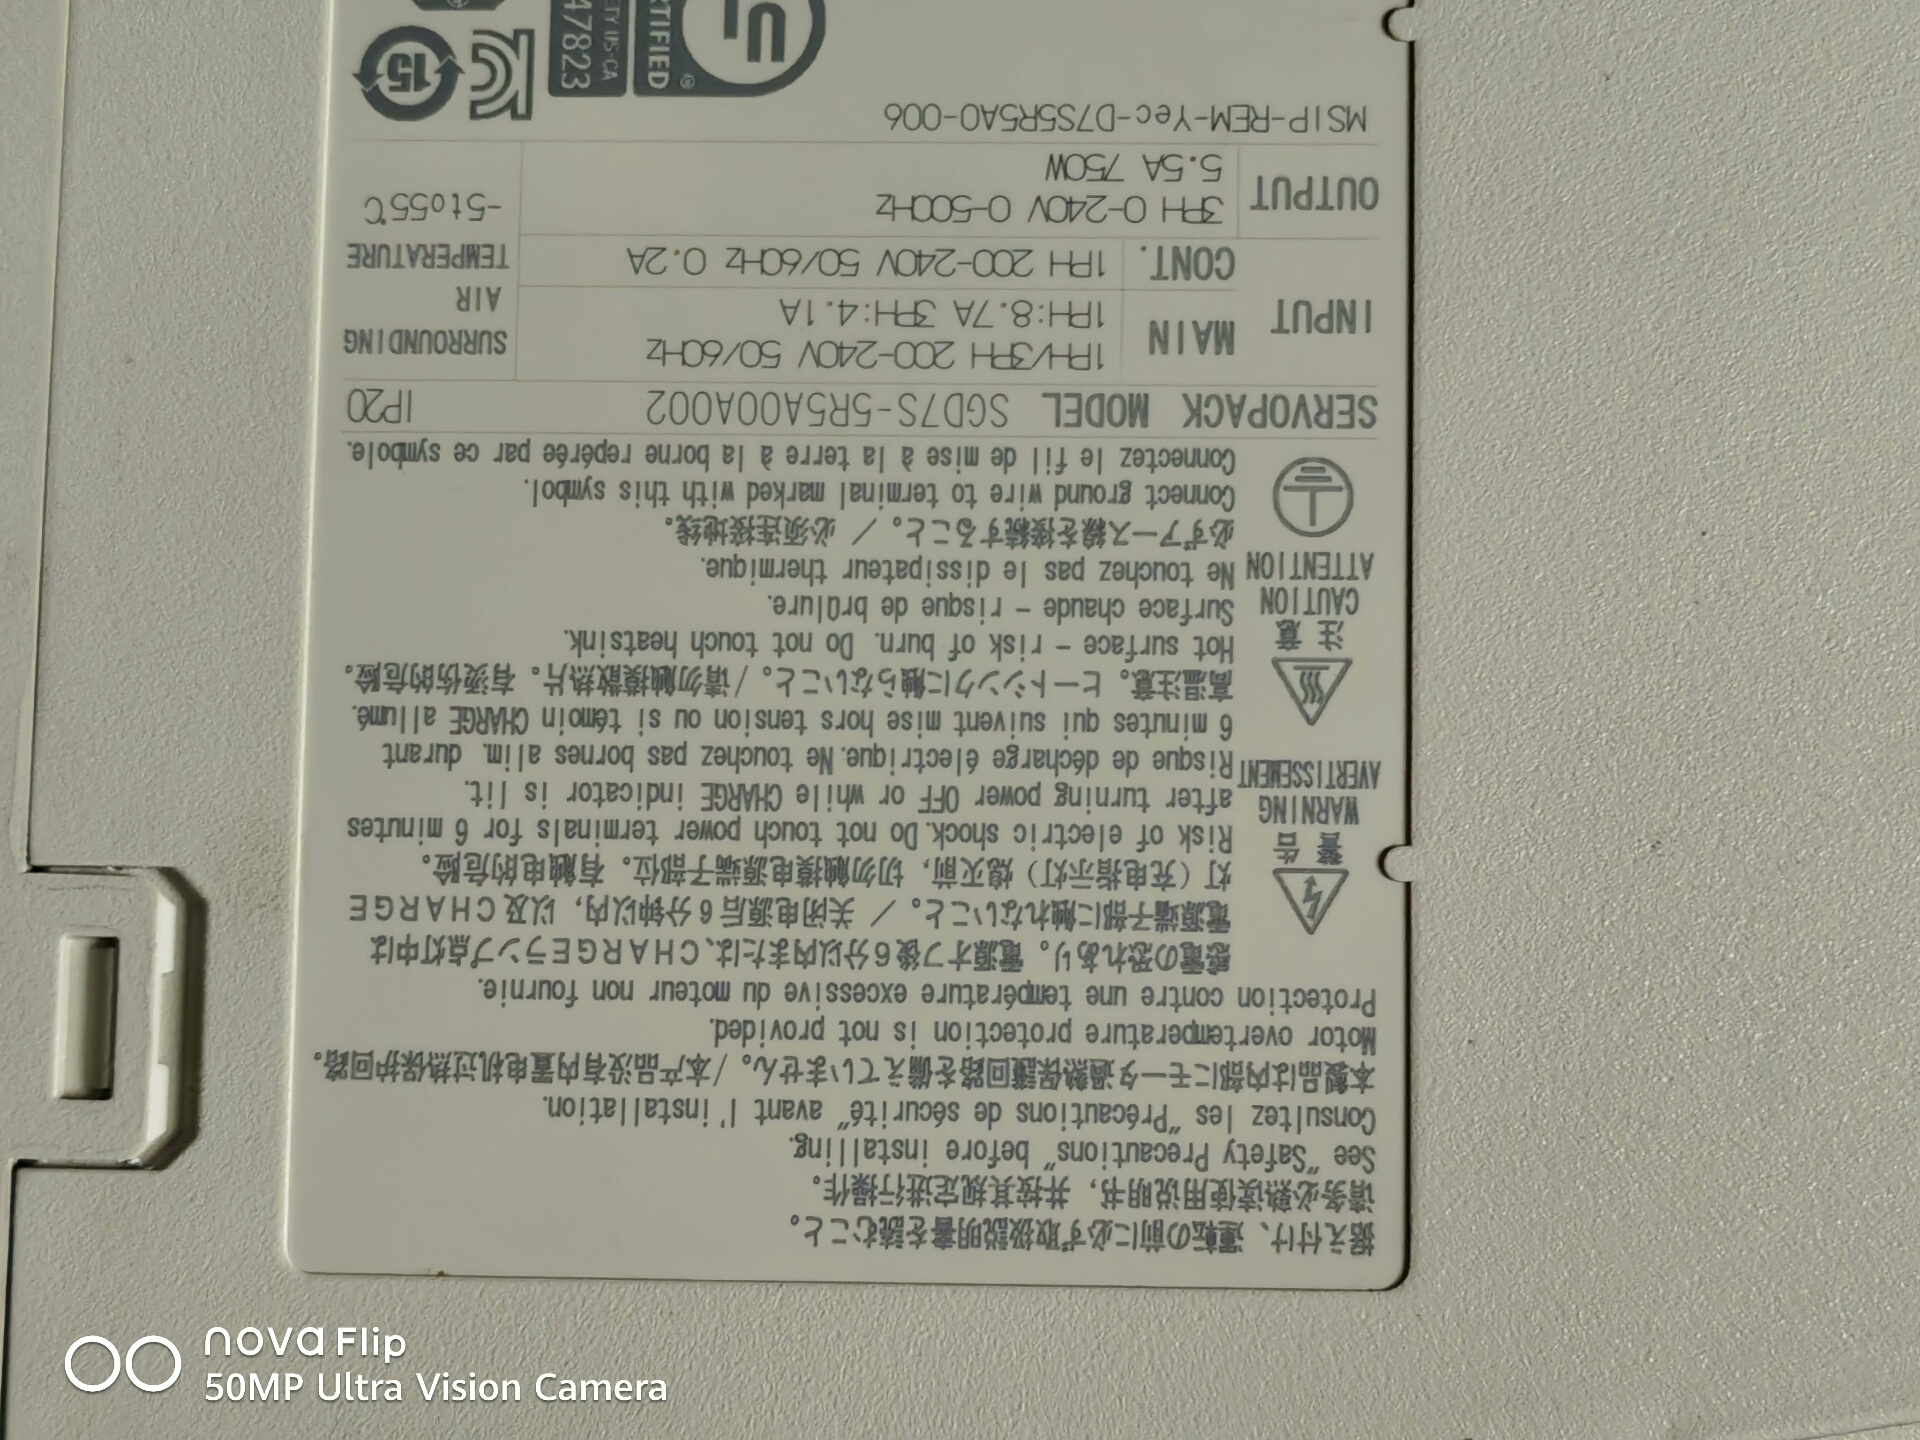 据え付け、運転の前に必ず取扱説明書を読むこと。
请务必熟读使用说明书，并按其规定进行操作。
See "Safety Precautions" before installing.
Consultez les "Précautions de sécurité" avant l'installation.
本製品は内部にモータ過熱保護回路を備えていません。/本产品没有内置电机过热保护回路。
Motor overtemperature protection is not provided.
Protection contre une température excessive du moteur non fournie.
警告
WARNING
AVERTISSEMENT
感電の恐れあり。電源オフ後6分以内または、CHARGEランプ点灯中は
電源端子部に触れないこと。／关闭电源后6分钟以内，以及CHARGE
灯（充电指示灯）熄灭前，切勿触摸电源端子部位。有触电的危险。
Risk of electric shock. Do not touch power terminals for 6 minutes
after turning power OFF or while CHARGE indicator is lit.
Risque de décharge électrique. Ne touchez pas bornes alim. durant
6 minutes qui suivent mise hors tension ou si témoin CHARGE allumé.
注意
CAUTION
ATTENTION
高温注意。ヒートシンクに触らないこと。/请勿触摸散热片。有烫伤的危险。
Hot surface - risk of burn. Do not touch heatsink.
Surface chaude - risque de brûlure.
Ne touchez pas le dissipateur thermique.
必ずアース線を接続すること。／必须连接地线。
Connect ground wire to terminal marked with this symbol.
Connectez le fil de mise à la terre à la borne repérée par ce symbole.
SERVOPACK MODEL SGD7S-5R5A00A002 IP20
INPUT
MAIN
1PH/3PH 200-240V 50/60Hz
1PH:8.7A 3PH:4.1A
CONT.
1PH 200-240V 50/60Hz 0.2A
OUTPUT
3PH 0-240V 0-500Hz
5.5A 750W
SURROUNDING
AIR
TEMPERATURE
-5to55℃
MSIP-REM-Yec-D7S5R5A0-006
UL
15
nova Flip
50MP Ultra Vision Camera